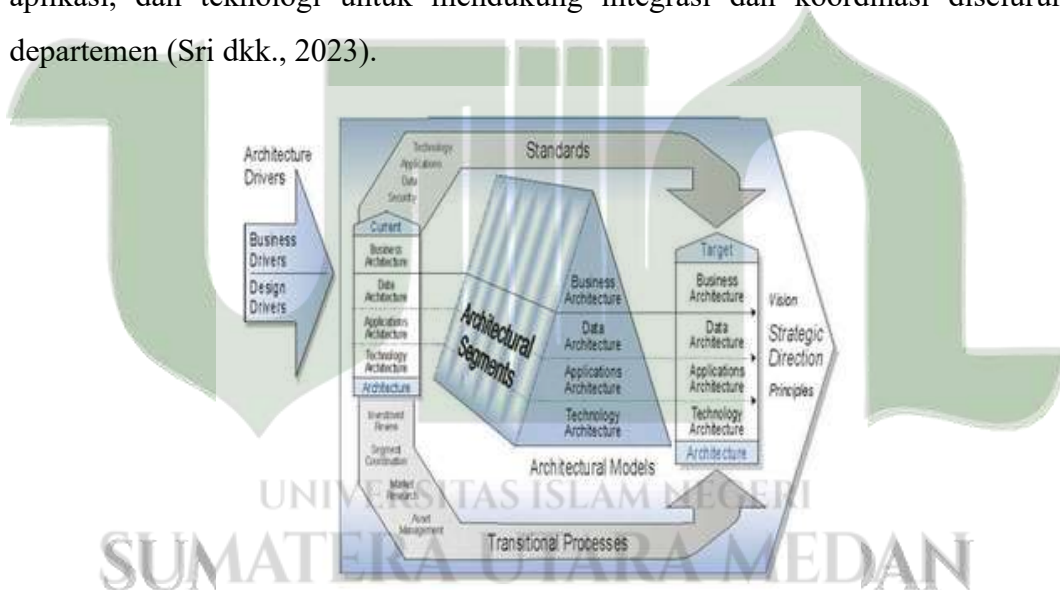 aplikasi, dan teknologi untuk mendukung integrasi dan koordinasi diseluruh
departemen (Sri dkk., 2023).
Architecture
Drivers
Business
Drivers
Design
Drivers
Technology
Applications
Data
Security
Standards
Current
Business
Architecture
Data
Architecture
Applications
Architecture
Technology
Architecture
Architecture
Investment
Review
Segment
Coordination
Market
Research
Asset
Management
Architectural
Segments
Business
Architecture
Data
Architecture
Applications
Architecture
Technology
Architecture
Architectural Models
Target
Business
Architecture
Data
Architecture
Applications
Architecture
Technology
Architecture
Architecture
Vision
Strategic
Direction
Principles
Transitional Processes
UNIVERSITAS ISLAM NEGERI
SUMATERA UTARA MEDAN